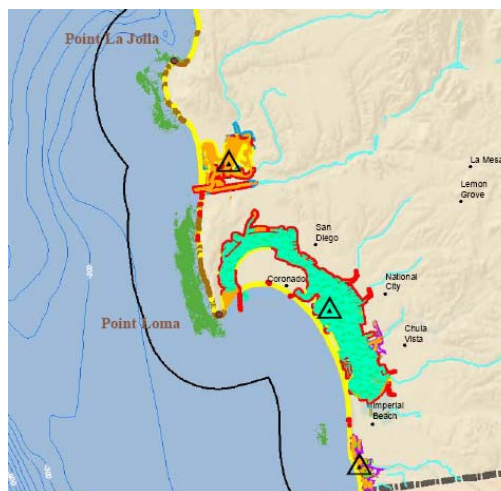 Point La Jolla
La Mesa
Lemon
Grove
San
Diego
Coronado
National
City
Point Loma
Chula
Vista
Imperial
Beach